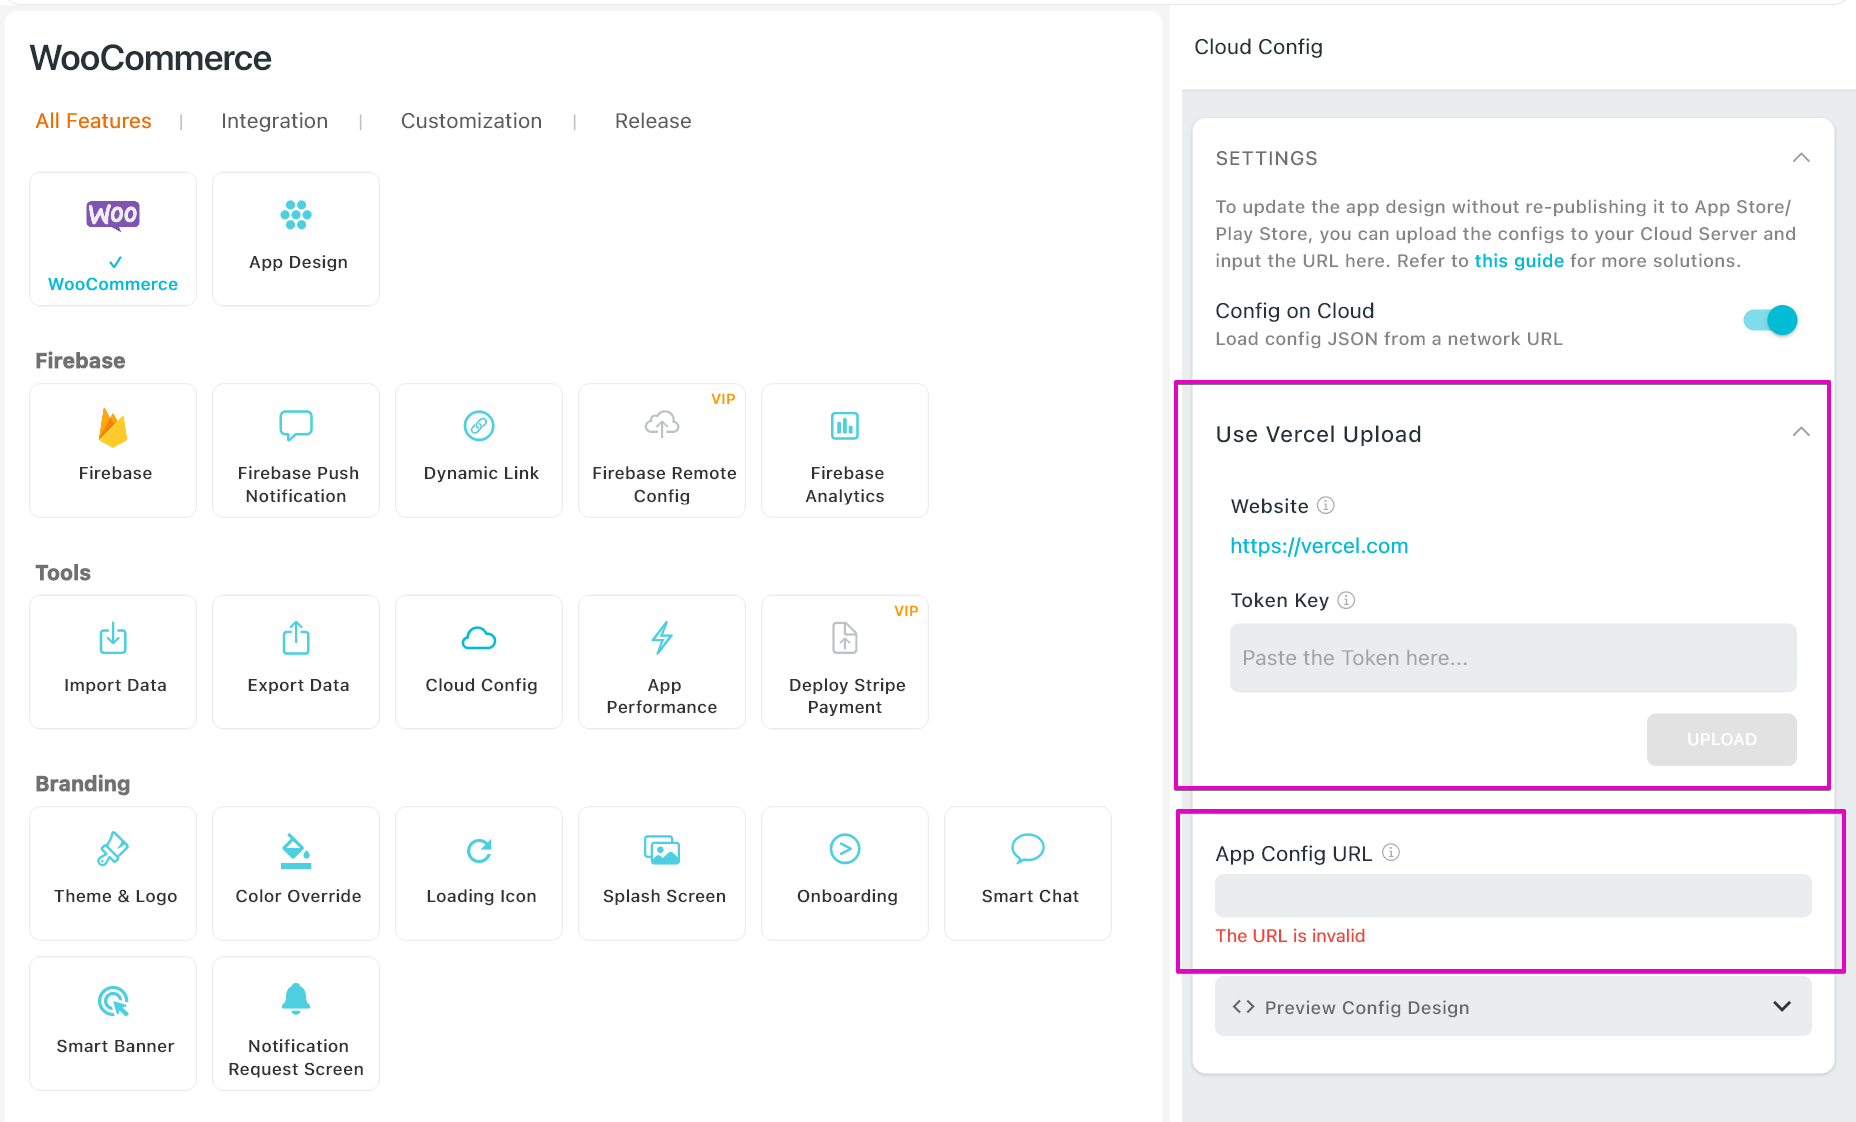 WooCommerce
All Features | Integration | Customization | Release
WOO
WooCommerce
App Design
Firebase
Firebase
Firebase Push
Notification
Dynamic Link
VIP
Firebase Remote
Config
Firebase
Analytics
Tools
Import Data
Export Data
Cloud Config
App
Performance
VIP
Deploy Stripe
Payment
Branding
Theme & Logo
Color Override
Loading Icon
Splash Screen
Onboarding
Smart Chat
Smart Banner
Notification
Request Screen
Cloud Config
SETTINGS
To update the app design without re-publishing it to App Store/
Play Store, you can upload the configs to your Cloud Server and
input the URL here. Refer to this guide for more solutions.
Config on Cloud
Load config JSON from a network URL
Use Vercel Upload
Website
https://vercel.com
Token Key
Paste the Token here...
UPLOAD
App Config URL
The URL is invalid
<> Preview Config Design